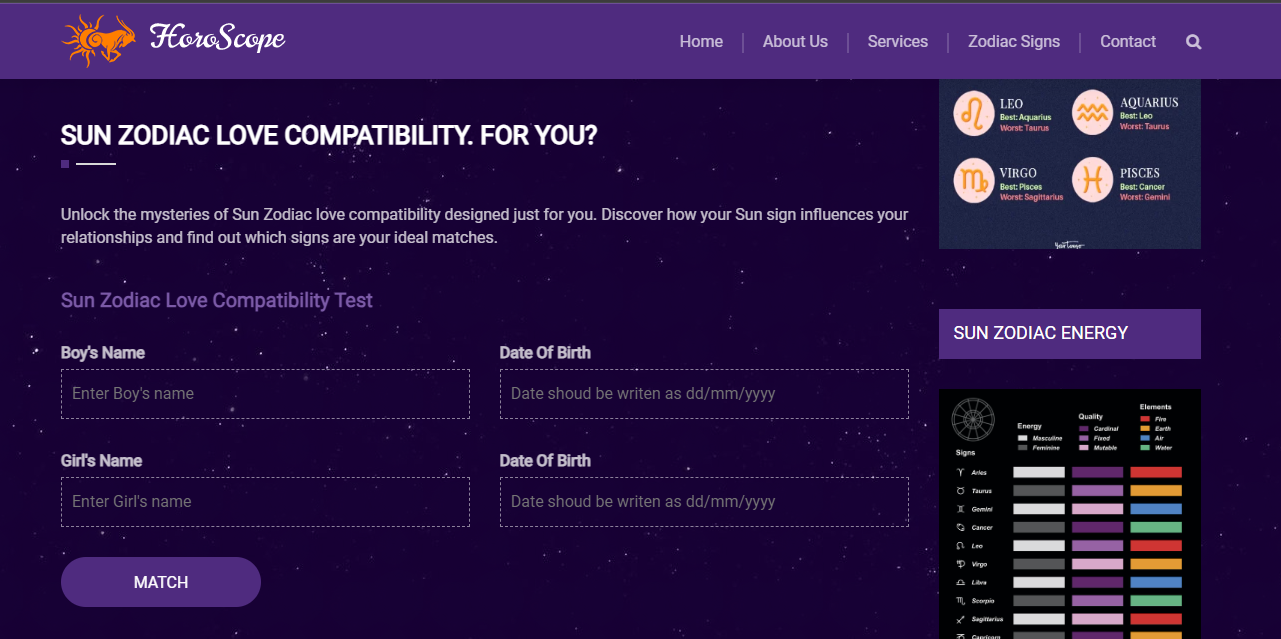 HoroScope
Home
About Us
Services
Zodiac Signs
Contact
SUN ZODIAC LOVE COMPATIBILITY. FOR YOU?
Unlock the mysteries of Sun Zodiac love compatibility designed just for you. Discover how your Sun sign influences your
relationships and find out which signs are your ideal matches.
Sun Zodiac Love Compatibility Test
Boy's Name
Date Of Birth
Enter Boy's name
Date shoud be writen as dd/mm/yyyy
Girl's Name
Date Of Birth
Enter Girl's name
Date shoud be writen as dd/mm/yyyy
MATCH
LEO
Best: Aquarius
Worst: Taurus
AQUARIUS
Best: Leo
Worst: Taurus
VIRGO
Best: Pisces
Worst: Sagittarius
PISCES
Best: Cancer
Worst: Gemini
YourTango
SUN ZODIAC ENERGY
Signs
Energy
Masculine
Feminine
Quality
Cardinal
Fixed
Mutable
Elements
Fire
Earth
Air
Water
Aries
Taurus
Gemini
Cancer
Leo
Virgo
Libra
Scorpio
Sagittarius
Capricorn